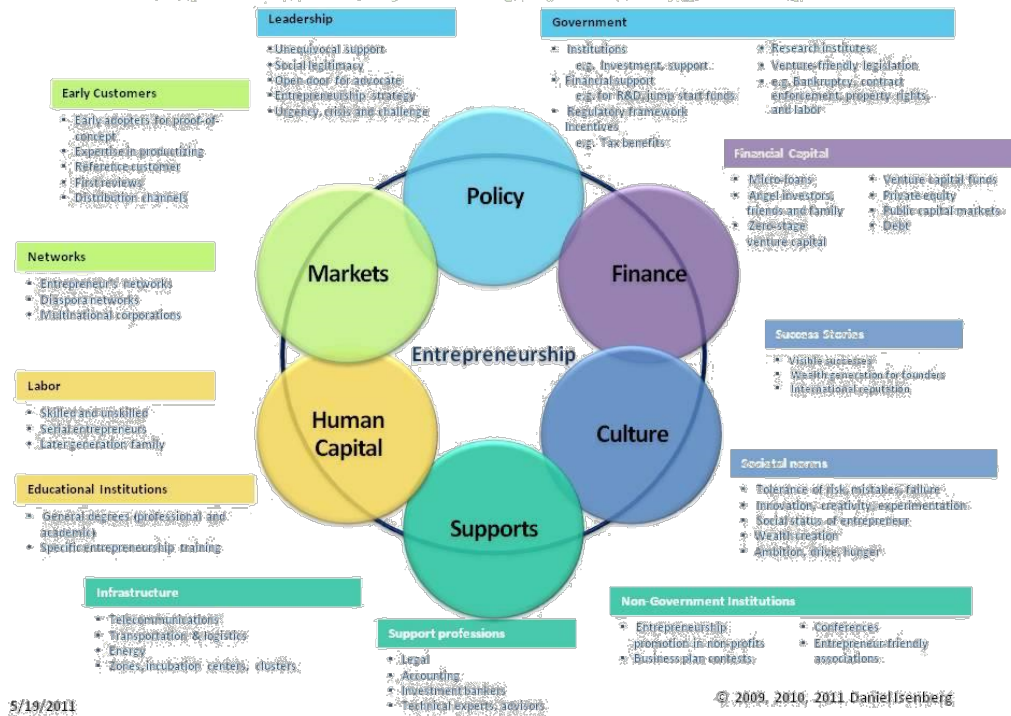 Leadership
Unequivocal support
Social legitimacy
Open door for advocate
Entrepreneurship strategy
Urgency, crisis and challenge
Government
Institutions
e.g. Investment, support
Financial support
e.g. for R&D, jump start funds
Regulatory framework
Incentives
e.g. Tax benefits
Research institutes
Venture-friendly legislation
e.g. Bankruptcy, contract
enforcement, property rights,
and labor
Early Customers
Early adopters for proof-of-
concept
Expertise in productizing
Reference customer
First reviews
Distribution channels
Financial Capital
Micro-loans
Angel investors,
friends and family
Zero-stage
venture capital
Venture capital funds
Private equity
Public capital markets
Debt
Networks
Entrepreneur's networks
Diaspora networks
Multinational corporations
Policy
Markets
Finance
Entrepreneurship
Human
Capital
Culture
Supports
Success Stories
Visible successes
Wealth generation for founders
International reputation
Labor
Skilled and unskilled
Serial entrepreneurs
Later generation family
Societal norms
Tolerance of risk, mistakes, failure
Innovation, creativity, experimentation
Social status of entrepreneur
Wealth creation
Ambition, drive, hunger
Educational Institutions
General degrees (professional and
academic)
Specific entrepreneurship training
Infrastructure
Telecommunications
Transportation & logistics
Energy
Zones, incubation centers, clusters
Support professions
Legal
Accounting
Investment bankers
Technical experts, advisors
Non-Government Institutions
Entrepreneurship
promotion in non-profits
Business plan contests
Conferences
Entrepreneur-friendly
associations
5/19/2011
© 2009, 2010, 2011 Daniel Isenberg